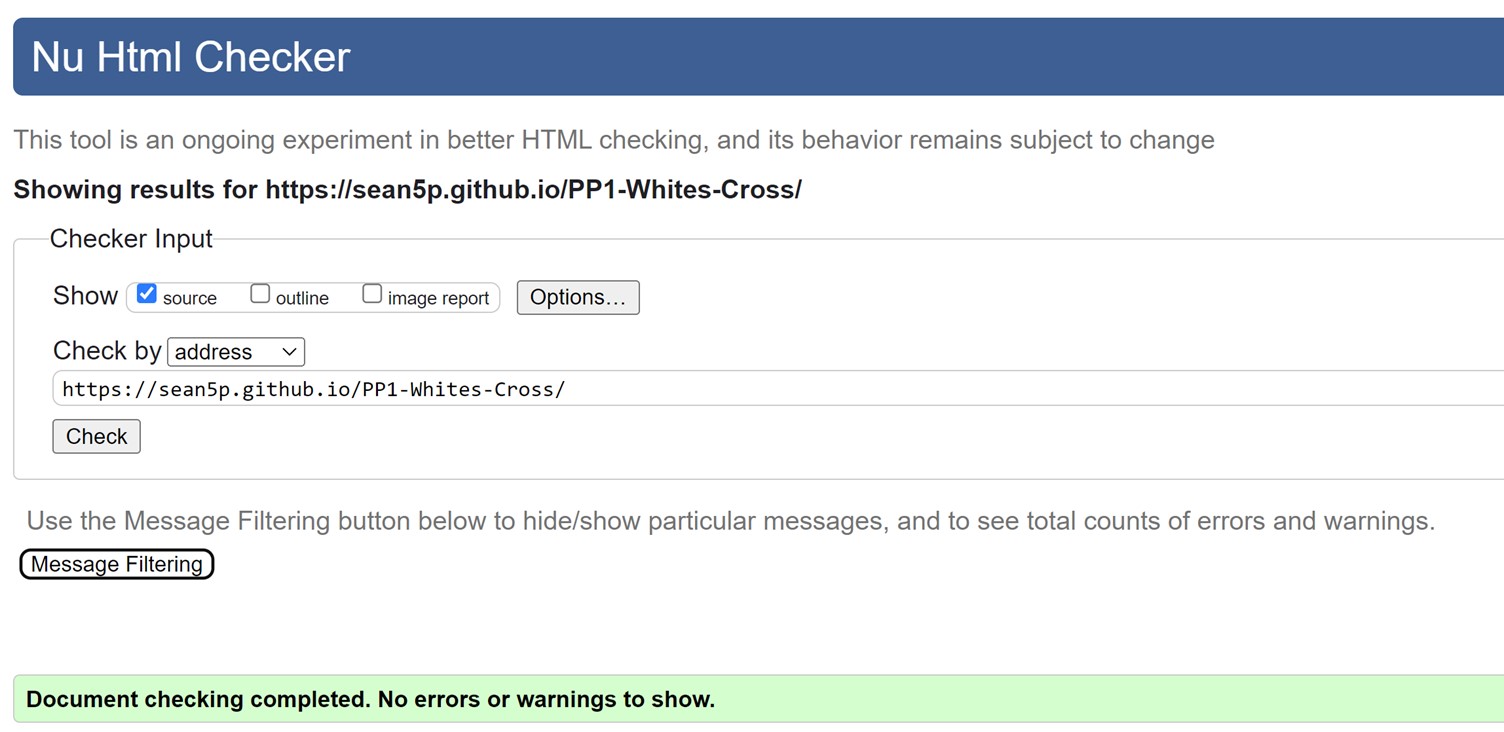 Nu Html Checker
This tool is an ongoing experiment in better HTML checking, and its behavior remains subject to change
Showing results for https://sean5p.github.io/PP1-Whites-Cross/
Checker Input
Show source outline image report Options…
Check by address
https://sean5p.github.io/PP1-Whites-Cross/
Check
Use the Message Filtering button below to hide/show particular messages, and to see total counts of errors and warnings.
Message Filtering
Document checking completed. No errors or warnings to show.